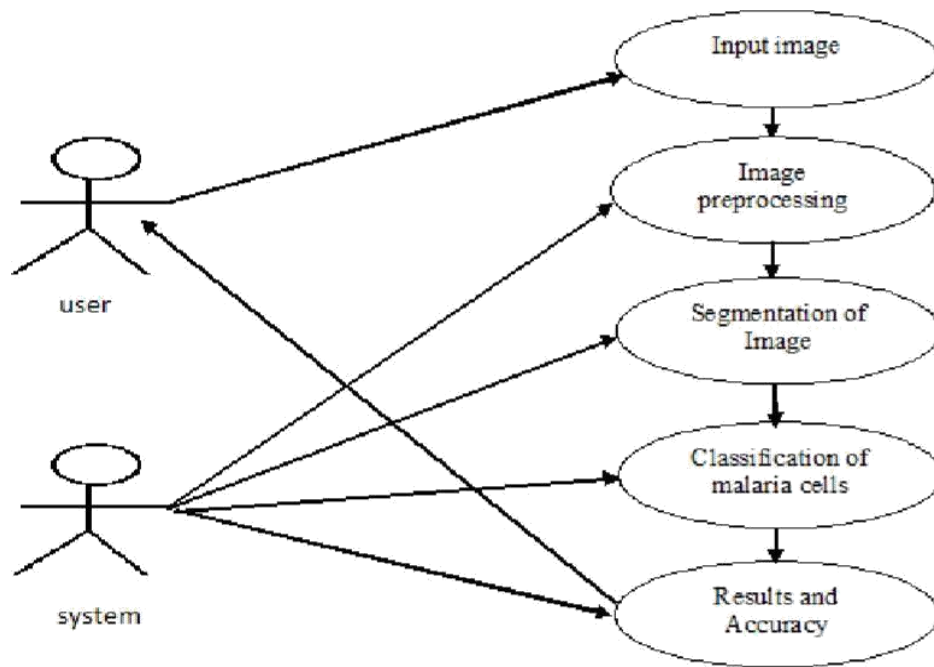 Input image
Image
preprocessing
user
Segmentation of
Image
Classification of
malaria cells
system
Results and
Accuracy